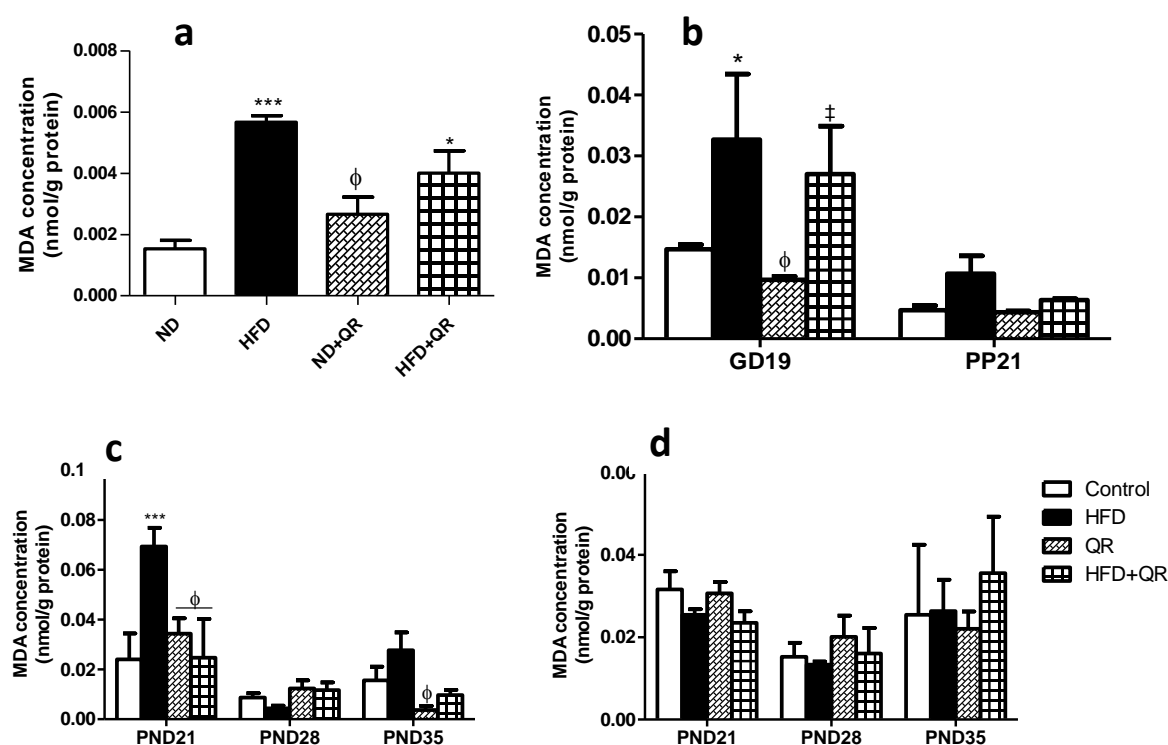 a
MDA concentration
(nmol/g protein)
0.008
0.006
0.004
0.002
0.000
***
ϕ
*
ND
HFD
ND+QR
HFD+QR
b
MDA concentration
(nmol/g protein)
0.05
0.04
0.03
0.02
0.01
0.00
*
ϕ
‡
GD19
PP21
c
MDA concentration
(nmol/g protein)
0.1
0.08
0.06
0.04
0.02
0.00
***
ϕ
ϕ
PND21
PND28
PND35
d
MDA concentration
(nmol/g protein)
0.06
0.04
0.02
0.00
PND21
PND28
PND35
Control
HFD
QR
HFD+QR